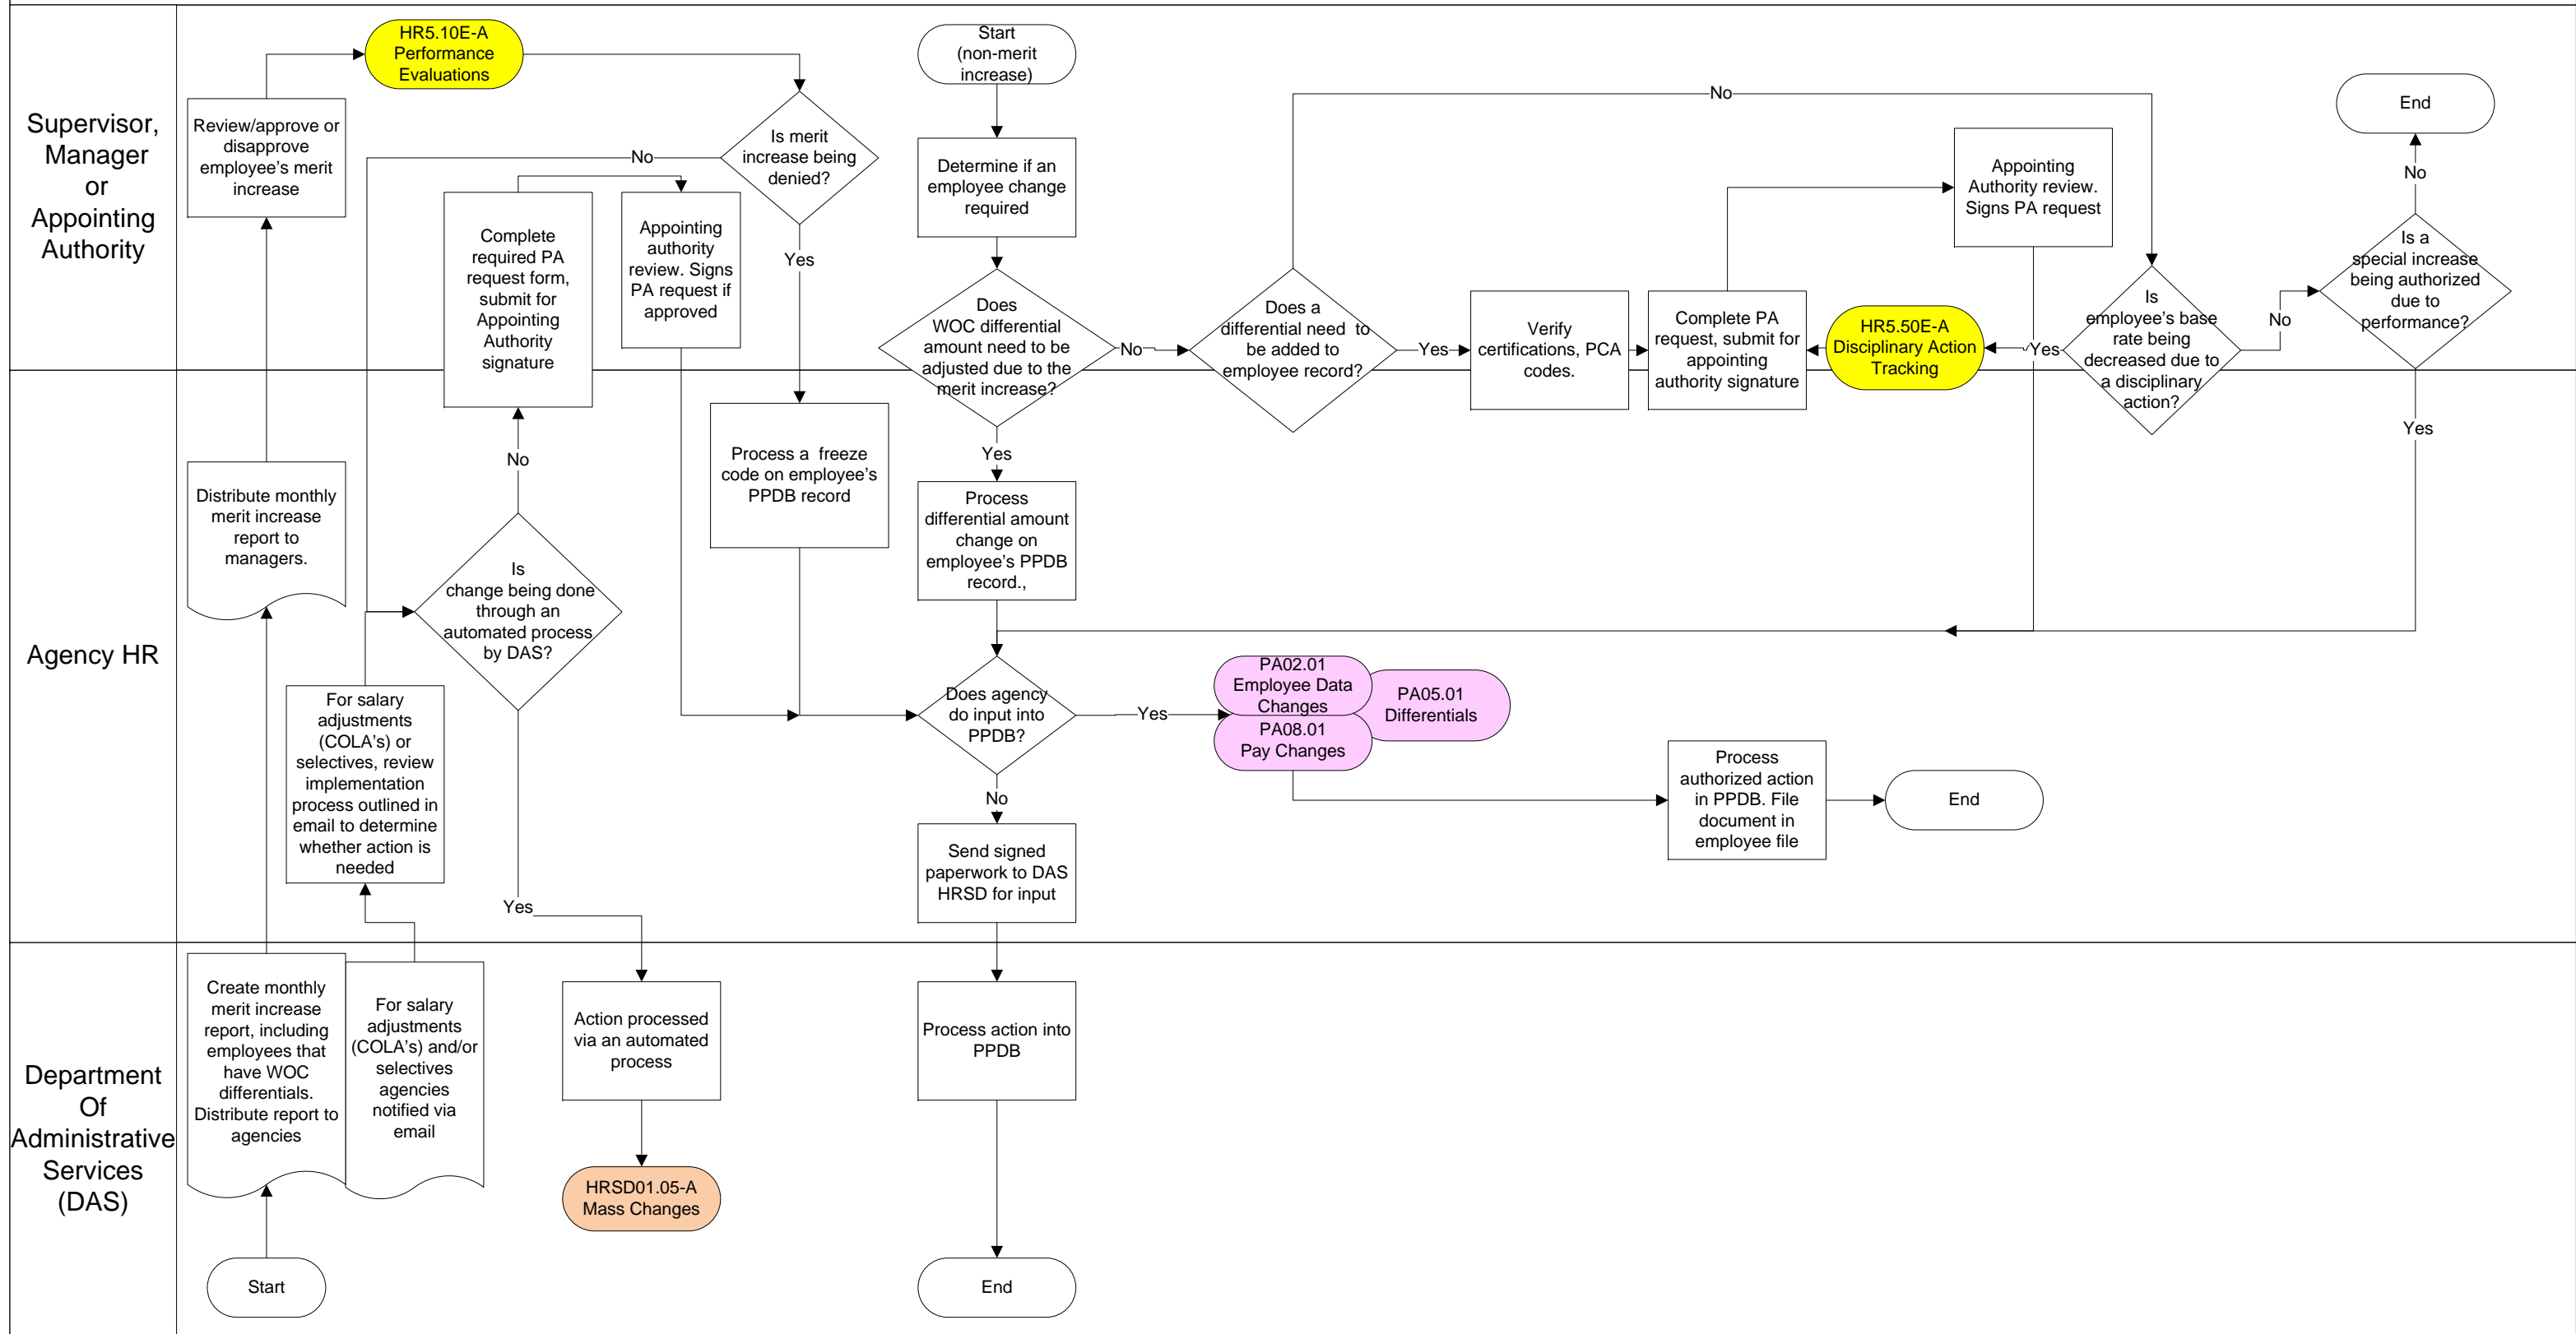 Supervisor,
Manager
or
Appointing
Authority
HR5.10E-A
Performance
Evaluations
Review/approve or
disapprove
employee's merit
increase
Is merit
increase being
denied?
No
Yes
Complete
required PA
request form,
submit for
Appointing
Authority
signature
Appointing
authority
review. Signs
PA request if
approved
Start
(non-merit
increase)
Determine if an
employee change
required
Does
WOC differential
amount need to be
adjusted due to the
merit increase?
No
Yes
Does a
differential need to
be added to
employee record?
No
Yes
Verify
certifications, PCA
codes.
Complete PA
request, submit for
appointing
authority signature
HR5.50E-A
Disciplinary Action
Tracking
Appointing
Authority review.
Signs PA request
Yes
Is
employee's base
rate being
decreased due to
a disciplinary
action?
No
Is a
special increase
being authorized
due to
performance?
No
End
Yes
Agency HR
Distribute monthly
merit increase
report to
managers.
No
Is
change being done
through an
automated process
by DAS?
Yes
For salary
adjustments
(COLA's) or
selectives, review
implementation
process outlined in
email to determine
whether action is
needed
Process a freeze
code on employee's
PPDB record
Process
differential amount
change on
employee's PPDB
record.,
Does agency
do input into
PPDB?
Yes
No
PA02.01
Employee Data
Changes
PA05.01
Differentials
PA08.01
Pay Changes
Process
authorized action
in PPDB. File
document in
employee file
End
Send signed
paperwork to DAS
HRSD for input
Department
Of
Administrative
Services
(DAS)
Create monthly
merit increase
report, including
employees that
have WOC
differentials.
Distribute report to
agencies
For salary
adjustments
(COLA's) and/or
selectives
agencies
notified via
email
Action processed
via an automated
process
HRSD01.05-A
Mass Changes
Process action into
PPDB
Start
End